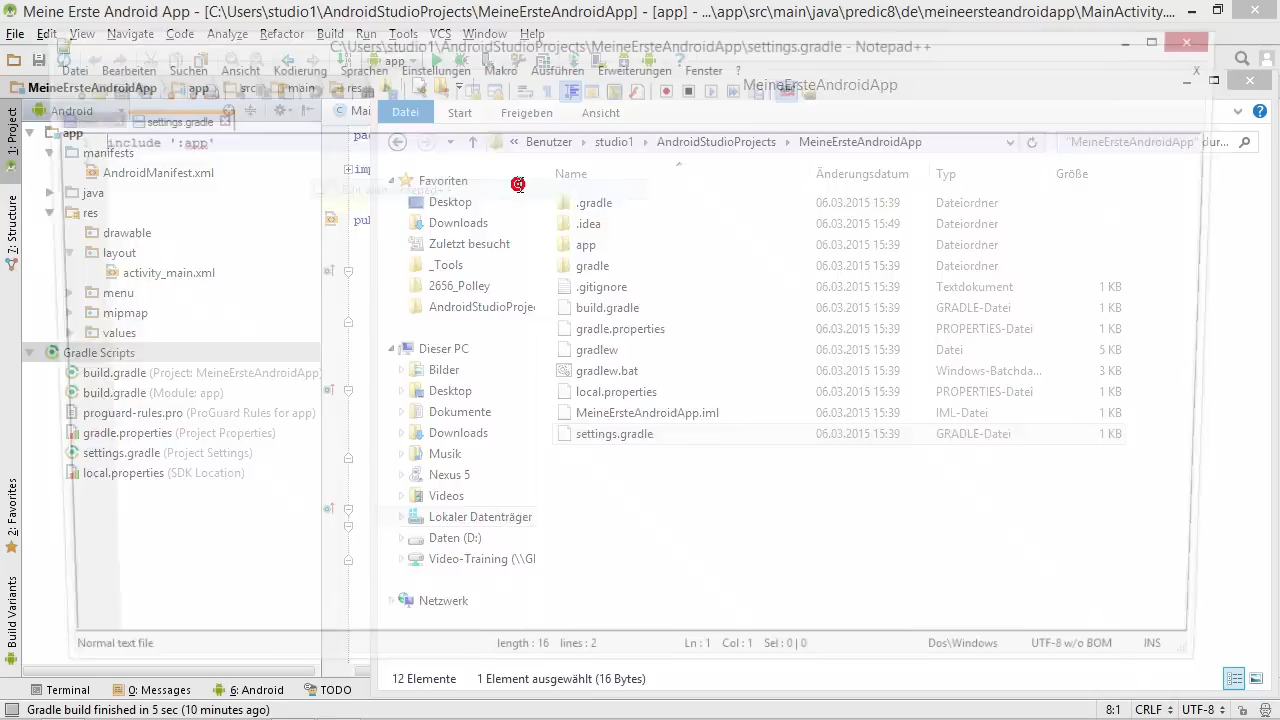 Meine Erste Android App - [C:\Users\studio1\AndroidStudioProjects\MeineErsteAndroidApp] - [app] - ...\app\src\main\java\predic8\de\meineersteandroidapp\MainActivity....
File Edit View Navigate Code Analyze Refactor Build Run Tools VCS Window Help
C:\Users\studio1\AndroidStudioProjects\MeineErsteAndroidApp\settings.gradle - Notepad++
app
Datei Bearbeiten Suchen Ansicht Kodierung Sprachen Einstellungen Makro Ausführen Erweiterungen Fenster ? X
MeineErsteAndroidApp app src main res
MeineErsteAndroidApp
Android
settings.gradle
include ':app'
Datei Start Freigeben Ansicht
« Benutzer studio1 AndroidStudioProjects MeineErsteAndroidApp
"MeineErsteAndroidApp" dur...
1: Project
2: Structure
2: Favorites
Build Variants
app
manifests
AndroidManifest.xml
java
res
drawable
layout
activity_main.xml
menu
mipmap
values
Gradle Scripts
build.gradle (Project: MeineErsteAndroidApp)
build.gradle (Module: app)
proguard-rules.pro (ProGuard Rules for app)
gradle.properties (Project Properties)
settings.gradle (Project Settings)
local.properties (SDK Location)
Favoriten
Desktop
Downloads
Zuletzt besucht
_Tools
2656_Polley
AndroidStudioProje
Dieser PC
Bilder
Desktop
Dokumente
Downloads
Musik
Nexus 5
Videos
Lokaler Datenträger
Daten (D:)
Video-Training (\\GI
Netzwerk
Name Änderungsdatum Typ Größe
.gradle 06.03.2015 15:39 Dateiordner
.idea 06.03.2015 15:49 Dateiordner
app 06.03.2015 15:39 Dateiordner
gradle 06.03.2015 15:39 Dateiordner
.gitignore 06.03.2015 15:39 Textdokument 1 KB
build.gradle 06.03.2015 15:39 GRADLE-Datei 1 KB
gradle.properties 06.03.2015 15:39 PROPERTIES-Datei 1 KB
gradlew 06.03.2015 15:39 Datei 5 KB
gradlew.bat 06.03.2015 15:39 Windows-Batchda... 3 KB
local.properties 06.03.2015 15:39 PROPERTIES-Datei 1 KB
MeineErsteAndroidApp.iml 06.03.2015 15:39 IML-Datei 1 KB
settings.gradle 06.03.2015 15:39 GRADLE-Datei 1 KB
Normal text file length : 16 lines : 2 Ln : 1 Col : 1 Sel : 0 | 0 Dos\Windows UTF-8 w/o BOM INS
12 Elemente 1 Element ausgewählt (16 Bytes)
Terminal 0: Messages 6: Android TODO
Gradle build finished in 5 sec (10 minutes ago) 8:1 CRLF UTF-8